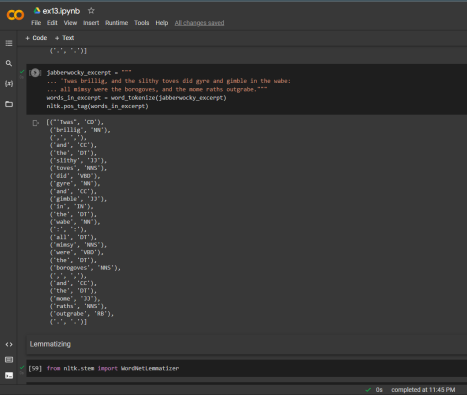 CO
ex13.ipynb
File Edit View Insert Runtime Tools Help All changes saved
+ Code + Text
('.', '.')]
jabberwocky_excerpt = """
... 'Twas brillig, and the slithy toves did gyre and gimble in the wabe:
... all mimsy were the borogoves, and the mome raths outgrabe."""
words_in_excerpt = word_tokenize(jabberwocky_excerpt)
nltk.pos_tag(words_in_excerpt)
[("'Twas", 'CD'),
('brillig', 'NN'),
(',', ','),
('and', 'CC'),
('the', 'DT'),
('slithy', 'JJ'),
('toves', 'NNS'),
('did', 'VBD'),
('gyre', 'NN'),
('and', 'CC'),
('gimble', 'JJ'),
('in', 'IN'),
('the', 'DT'),
('wabe', 'NN'),
(':', ':'),
('all', 'DT'),
('mimsy', 'NNS'),
('were', 'VBD'),
('the', 'DT'),
('borogoves', 'NNS'),
(',', ','),
('and', 'CC'),
('the', 'DT'),
('mome', 'JJ'),
('raths', 'NNS'),
('outgrabe', 'RB'),
('.', '.')]
Lemmatizing
[59] from nltk.stem import WordNetLemmatizer
0s completed at 11:45 PM